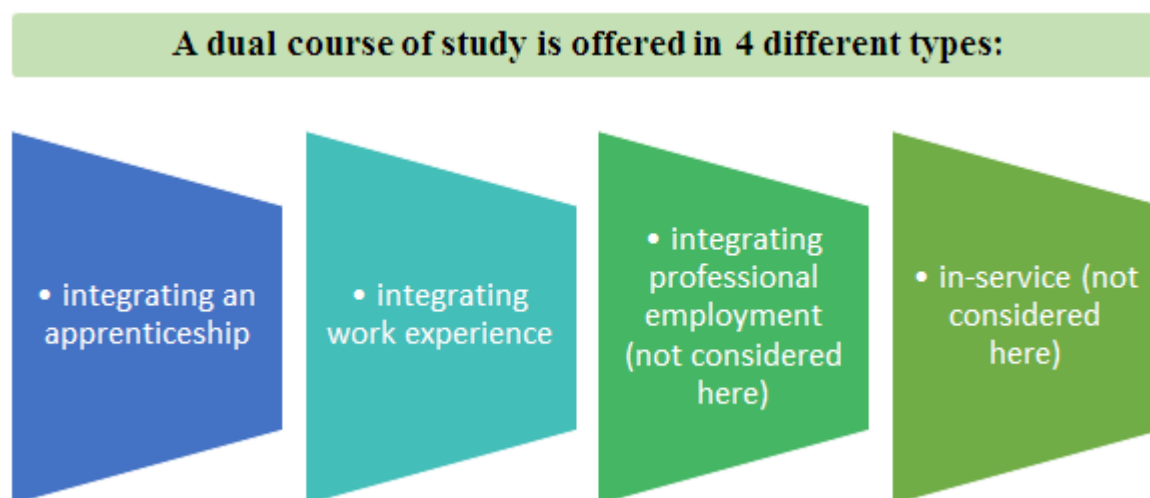 A dual course of study is offered in 4 different types:
• integrating an
apprenticeship
• integrating
work experience
• integrating
professional
employment
(not considered
here)
• in-service (not
considered
here)